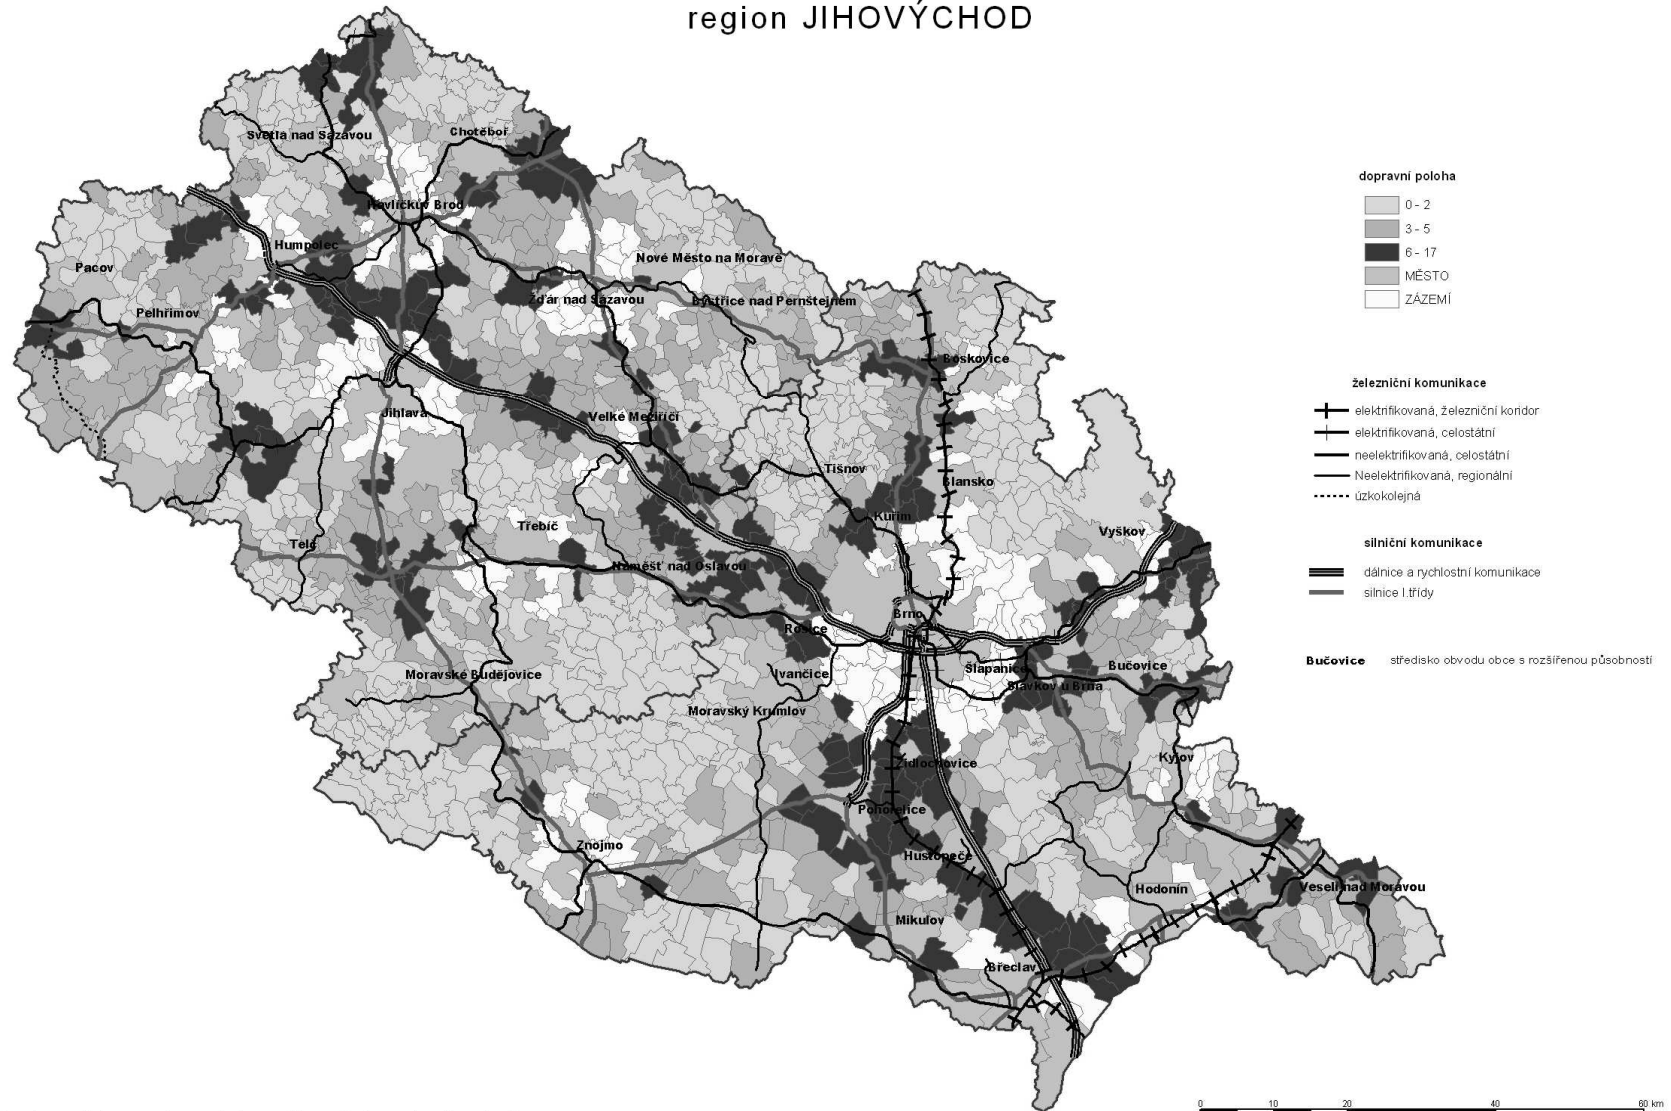 region JIHOVÝCHOD
dopravní poloha
0 - 2
3 - 5
6 - 17
MĚSTO
ZÁZEMÍ
železniční komunikace
elektrifikovaná, železniční koridor
elektrifikovaná, celostátní
neelektrifikovaná, celostátní
Neelektrifikovaná, regionální
úzkokolejná
silniční komunikace
dálnice a rychlostní komunikace
silnice I.třídy
Bučovice středisko obvodu obce s rozšířenou působností
Světlá nad Sázavou
Chotěboř
Havlíčkův Brod
Humpolec
Pacov
Nové Město na Moravě
Žďár nad Sázavou
Bystřice nad Pernštejnem
Pelhřimov
Boskovice
Jihlava
Velké Meziříčí
Tišnov
Blansko
Kuřim
Třebíč
Vyškov
Telč
Náměšť nad Oslavou
Brno
Rosice
Šlapanice
Bučovice
Ivančice
Moravské Budějovice
Slavkov u Brna
Moravský Krumlov
Kyjov
Židlochovice
Pohořelice
Znojmo
Hustopeče
Hodonín
Veselí nad Moravou
Mikulov
Břeclav
0 10 20 40 60 km